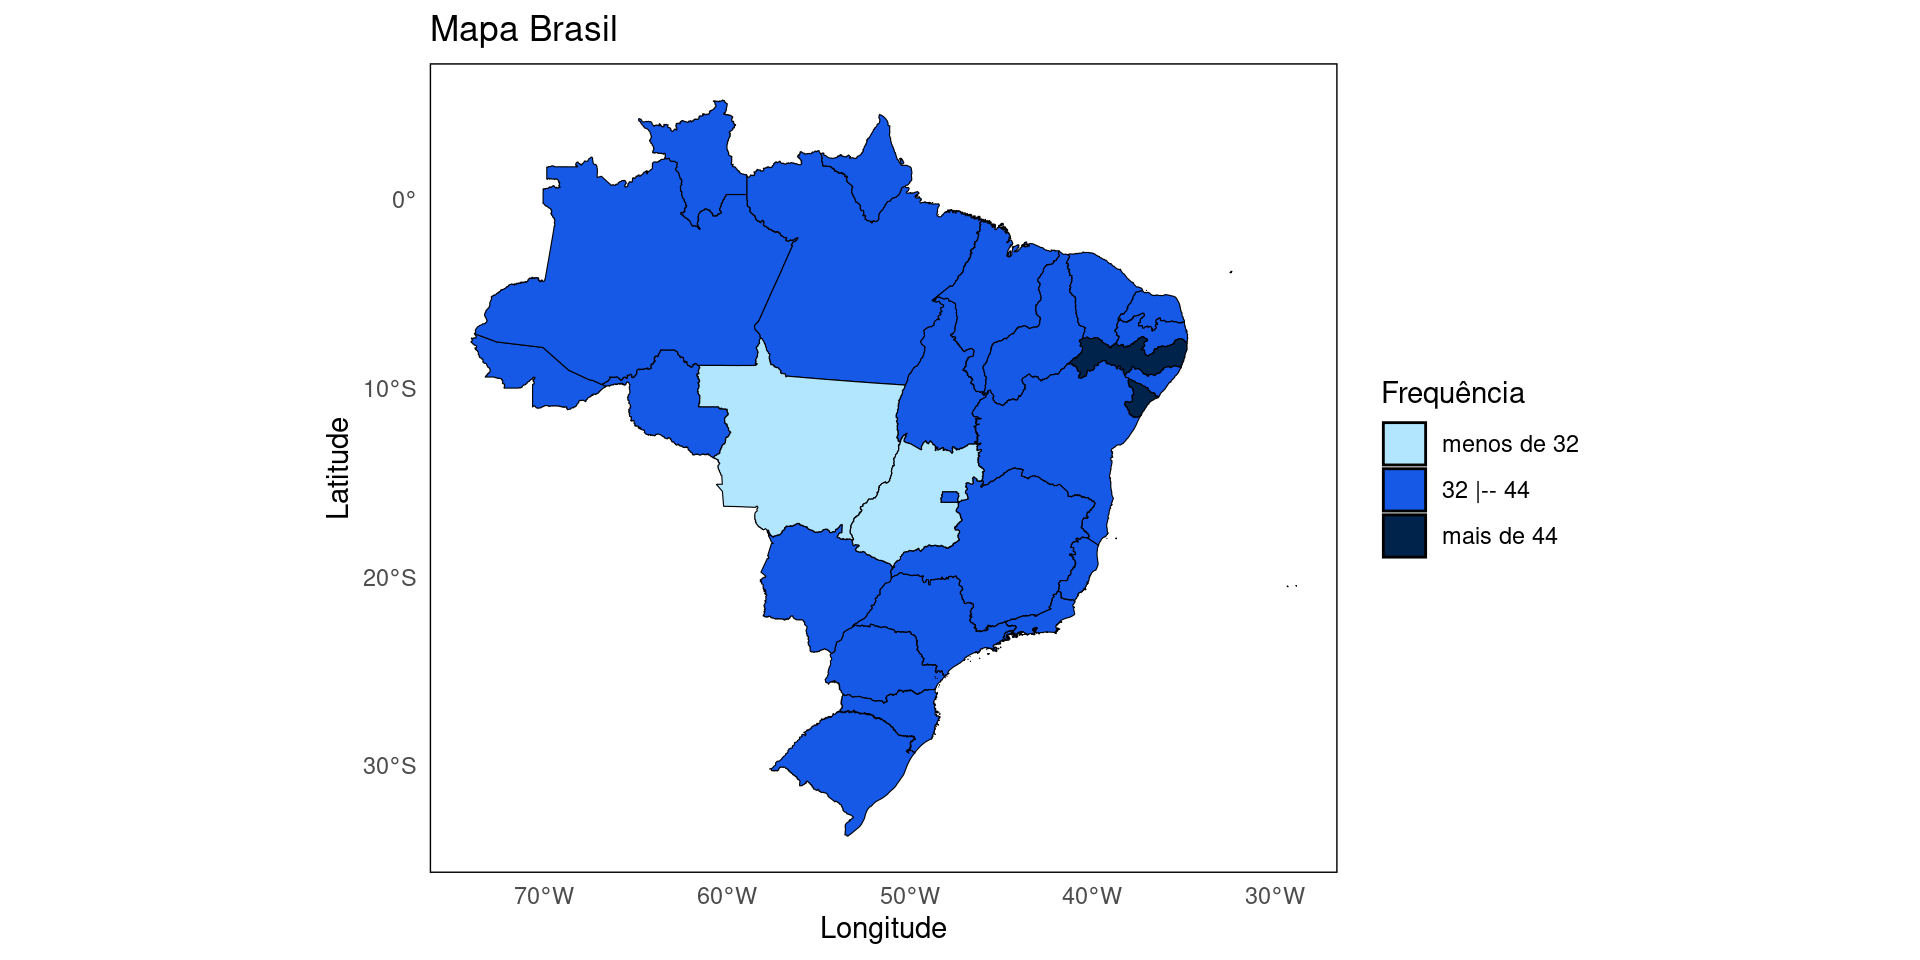 Mapa Brasil
0°
10°S
20°S
30°S
Latitude
70°W
60°W
50°W
40°W
30°W
Longitude
Frequência
menos de 32
32 |-- 44
mais de 44